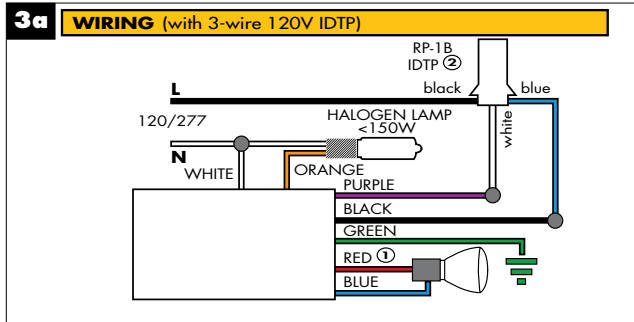 3a WIRING (with 3-wire 120V IDTP)
RP-1B
IDTP ②
black
blue
L
120/277
HALOGEN LAMP
<150W
white
N
WHITE
ORANGE
PURPLE
BLACK
GREEN
RED ①
BLUE